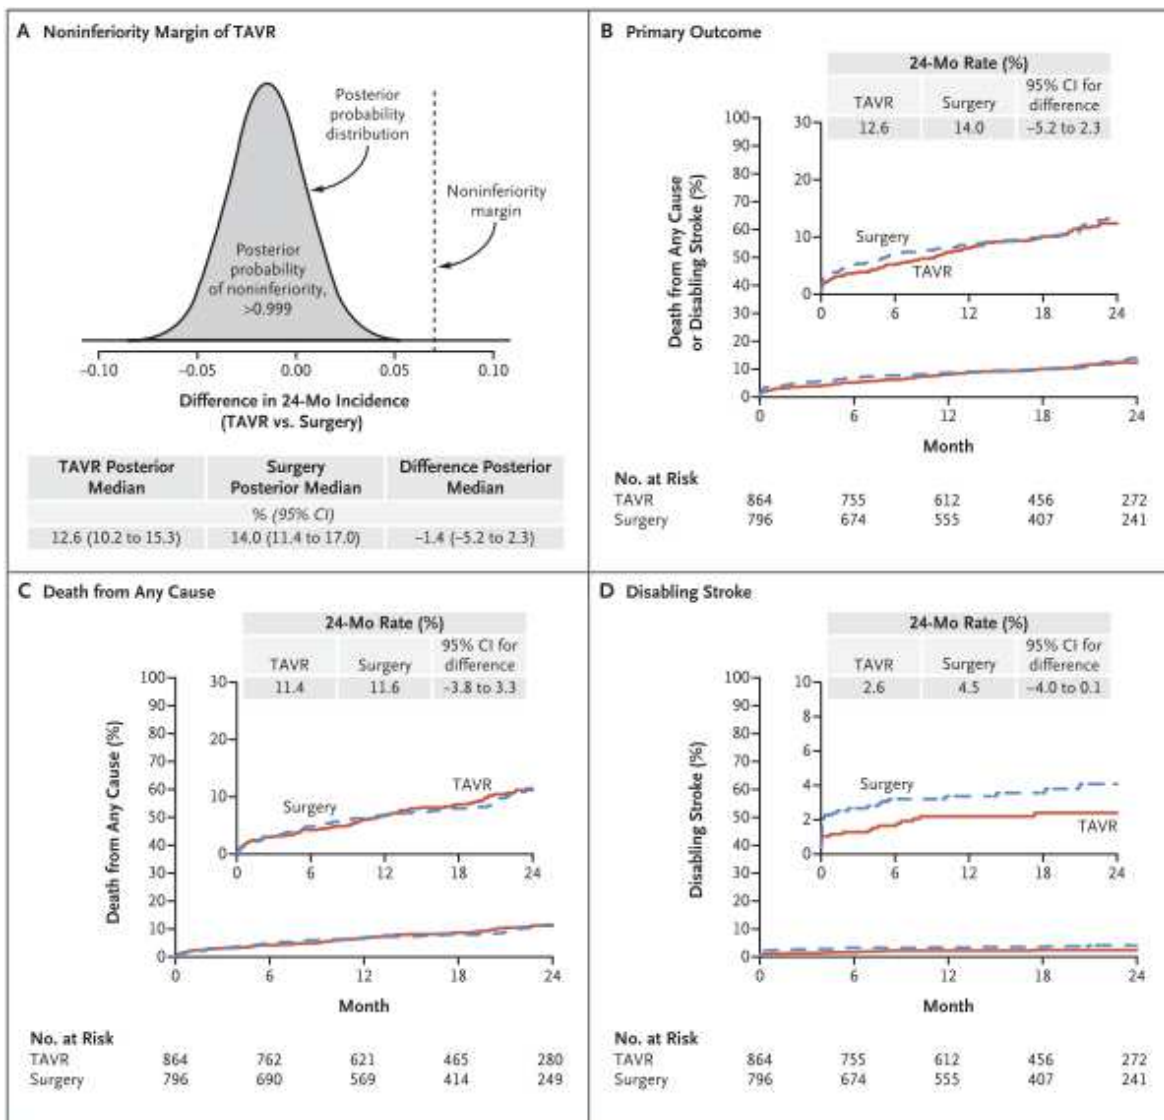 A Noninferiority Margin of TAVR
Posterior
probability
distribution
Noninferiority
margin
Posterior
probability
of noninferiority,
>0.999
−0.10 −0.05 0.00 0.05 0.10
Difference in 24-Mo Incidence
(TAVR vs. Surgery)
TAVR Posterior Median Surgery Posterior Median Difference Posterior Median
% (95% CI)
12.6 (10.2 to 15.3) 14.0 (11.4 to 17.0) −1.4 (−5.2 to 2.3)
B Primary Outcome
24-Mo Rate (%)
TAVR Surgery 95% CI for difference
12.6 14.0 −5.2 to 2.3
Death from Any Cause
or Disabling Stroke (%)
100
90
80
70
60
50
40
30
20
10
0
30
20
10
0
Surgery
TAVR
0 6 12 18 24
0 6 12 18 24
Month
No. at Risk
TAVR 864 755 612 456 272
Surgery 796 674 555 407 241
C Death from Any Cause
24-Mo Rate (%)
TAVR Surgery 95% CI for difference
11.4 11.6 -3.8 to 3.3
Death from Any Cause (%)
100
90
80
70
60
50
40
30
20
10
0
30
20
10
0
Surgery
TAVR
0 6 12 18 24
0 6 12 18 24
Month
No. at Risk
TAVR 864 762 621 465 280
Surgery 796 690 569 414 249
D Disabling Stroke
24-Mo Rate (%)
TAVR Surgery 95% CI for difference
2.6 4.5 −4.0 to 0.1
Disabling Stroke (%)
100
90
80
70
60
50
40
30
20
10
0
10
8
6
4
2
0
Surgery
TAVR
0 6 12 18 24
0 6 12 18 24
Month
No. at Risk
TAVR 864 755 612 456 272
Surgery 796 674 555 407 241